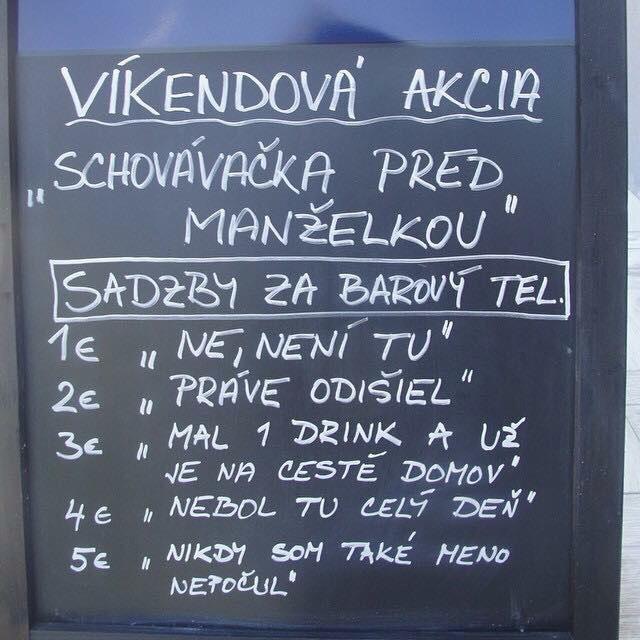 VÍKENDOVÁ AKCIA
„SCHOVÁVAČKA PRED
MANŽELKOU"
SADZBY ZA BAROVÝ TEL.
1€ „NE, NENÍ TU"
2€ „PRÁVE ODIŠIEL"
3€ „MAL 1 DRINK A UŽ
JE NA CESTĚ DOMOV"
4€ „NEBOL TU CELÝ DEŇ"
5€ „NIKDY SOM TAKÉ MENO
NEPOČUL"